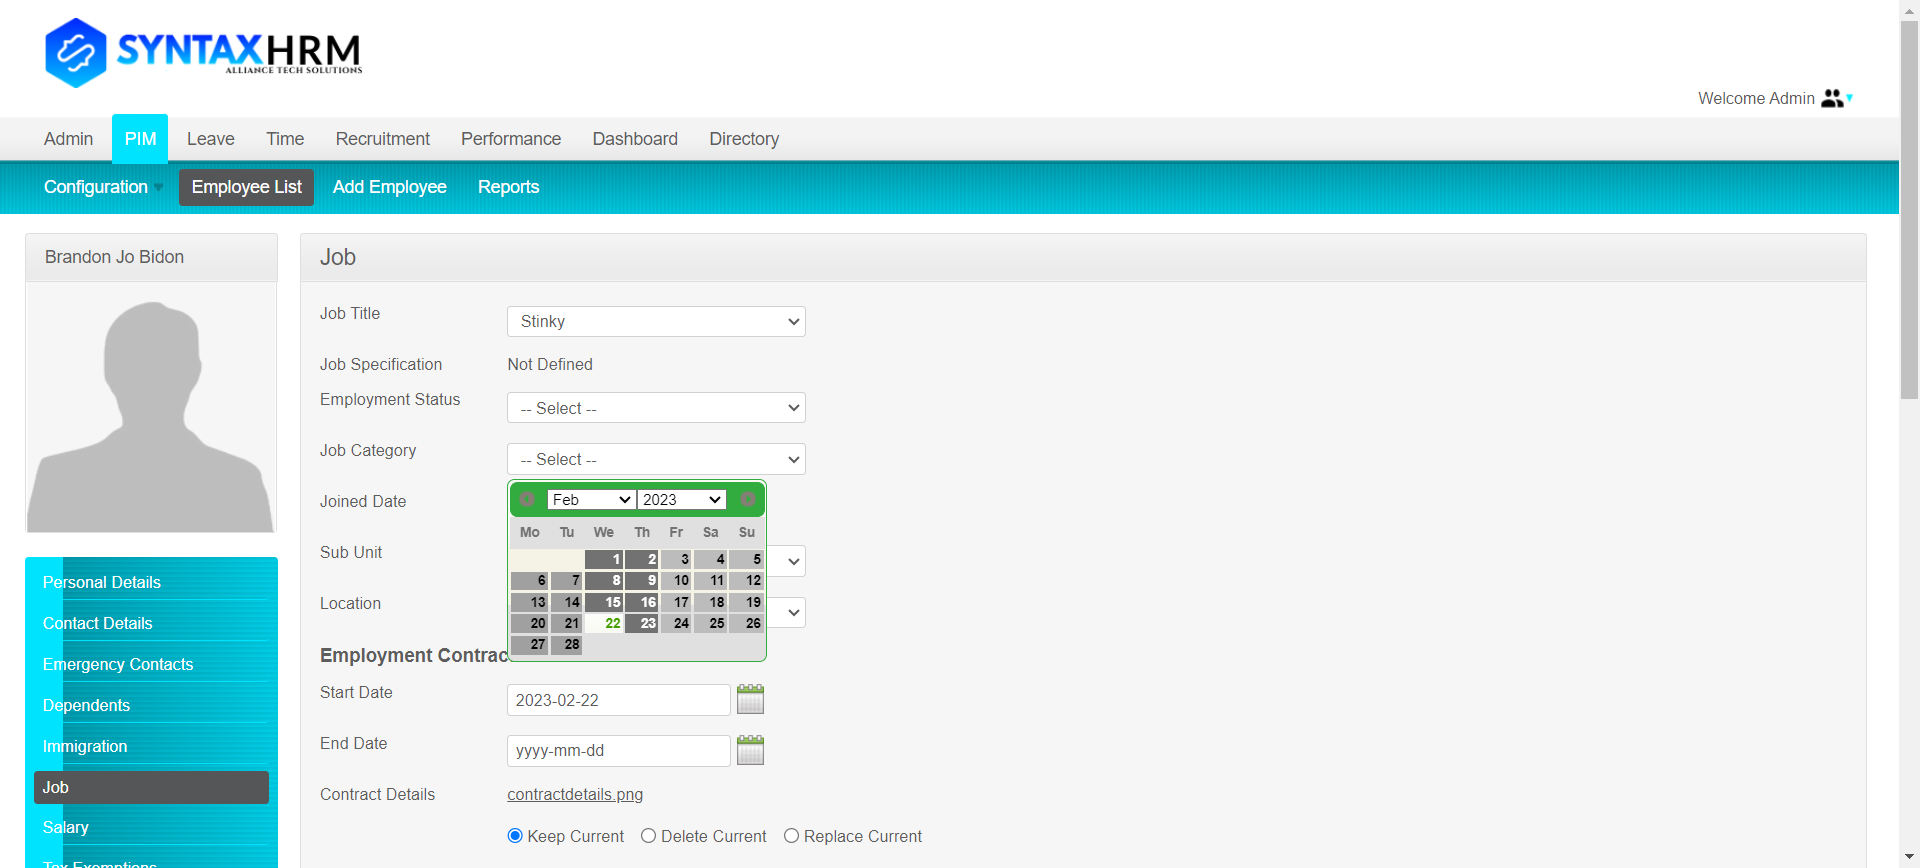 SYNTAXHRM
ALLIANCE TECH SOLUTIONS
Welcome Admin
Admin PIM Leave Time Recruitment Performance Dashboard Directory
Configuration Employee List Add Employee Reports
Brandon Jo Bidon
Job
Job Title Stinky
Job Specification Not Defined
Employment Status -- Select --
Job Category -- Select --
Joined Date
Feb 2023
Mo Tu We Th Fr Sa Su
1 2 3 4 5
6 7 8 9 10 11 12
13 14 15 16 17 18 19
20 21 22 23 24 25 26
27 28
Sub Unit
Location
Employment Contrac
Start Date 2023-02-22
End Date yyyy-mm-dd
Contract Details contractdetails.png
Keep Current Delete Current Replace Current
Personal Details
Contact Details
Emergency Contacts
Dependents
Immigration
Job
Salary
Tax Exemptions